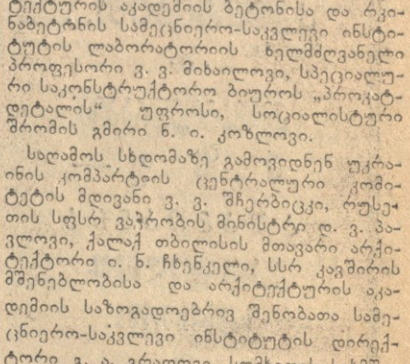 ტექტურის აკადემიის ბეტონისა და რკი-
ნაბეტონის სამეცნიერო-საკვლევი ინსტი-
ტუტის ლაბორატორიის ხელმძღვანელი
პროფესორი ვ. ვ. მიხაილოვი, სპეციალუ-
რი საკონსტრუქტორო ბიუროს „პროკატ-
დეტალის“ უფროსი, სოციალისტური
შრომის გმირი ნ. ი. კოზლოვი.
საღამოს სხდომაზე გამოვიდნენ უკრა-
ინის კომპარტიის ცენტრალური კომი-
ტეტის მდივანი ვ. ვ. შჩერბიცკი, რუსე-
თის სფსრ ვაჭრობის მინისტრი დ. ვ. პა-
ვლოვი, ქალაქ თბილისის მთავარი არქი-
ტექტორი ი. ნ. ჩხენკელი, სსრ კავშირის
მშენებლობისა და არქიტექტურის აკა-
დემიის საზოგადოებრივ შენობათა სამე-
ცნიერო-საკვლევი ინსტიტუტის დირექ-
ტორი გ. ა.